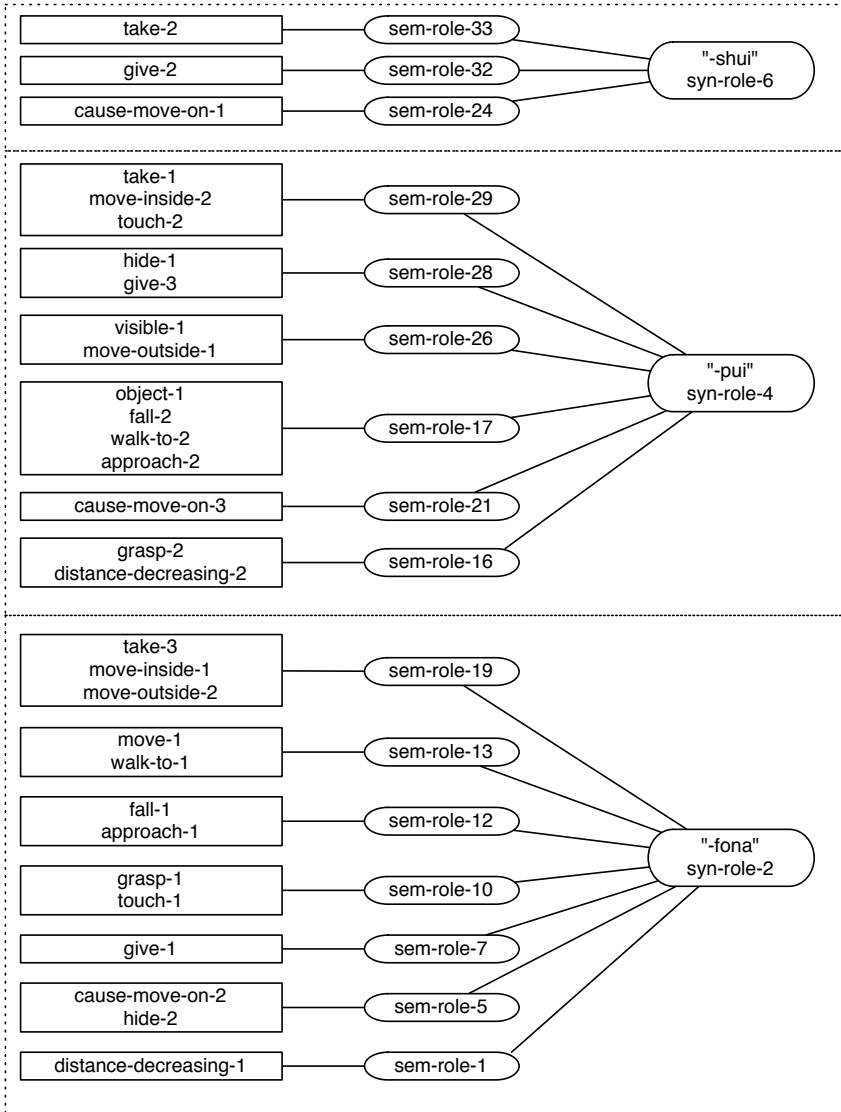 take-2
sem-role-33
give-2
sem-role-32
cause-move-on-1
sem-role-24
"-shui"
syn-role-6
take-1
move-inside-2
touch-2
sem-role-29
hide-1
give-3
sem-role-28
visible-1
move-outside-1
sem-role-26
object-1
fall-2
walk-to-2
approach-2
sem-role-17
cause-move-on-3
sem-role-21
grasp-2
distance-decreasing-2
sem-role-16
"-pui"
syn-role-4
take-3
move-inside-1
move-outside-2
sem-role-19
move-1
walk-to-1
sem-role-13
fall-1
approach-1
sem-role-12
grasp-1
touch-1
sem-role-10
give-1
sem-role-7
cause-move-on-2
hide-2
sem-role-5
distance-decreasing-1
sem-role-1
"-fona"
syn-role-2